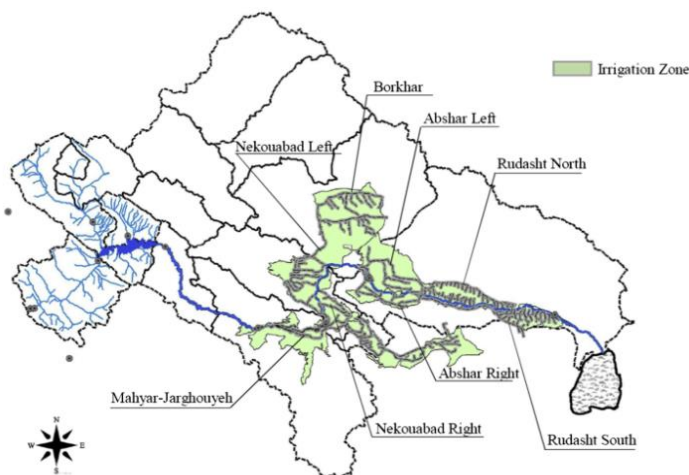 Irrigation Zone
Borkhar
Abshar Left
Nekouabad Left
Rudasht North
Abshar Right
Mahyar-Jarghouyeh
Nekouabad Right
Rudasht South
N
W
E
S